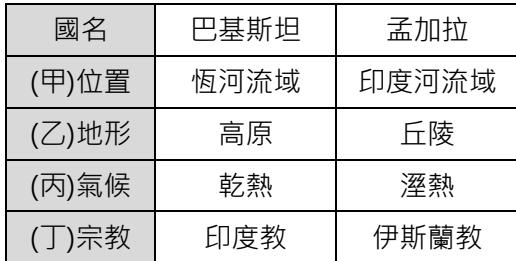 國名 巴基斯坦 孟加拉
(甲)位置 恆河流域 印度河流域
(乙)地形 高原 丘陵
(丙)氣候 乾熱 溼熱
(丁)宗教 印度教 伊斯蘭教